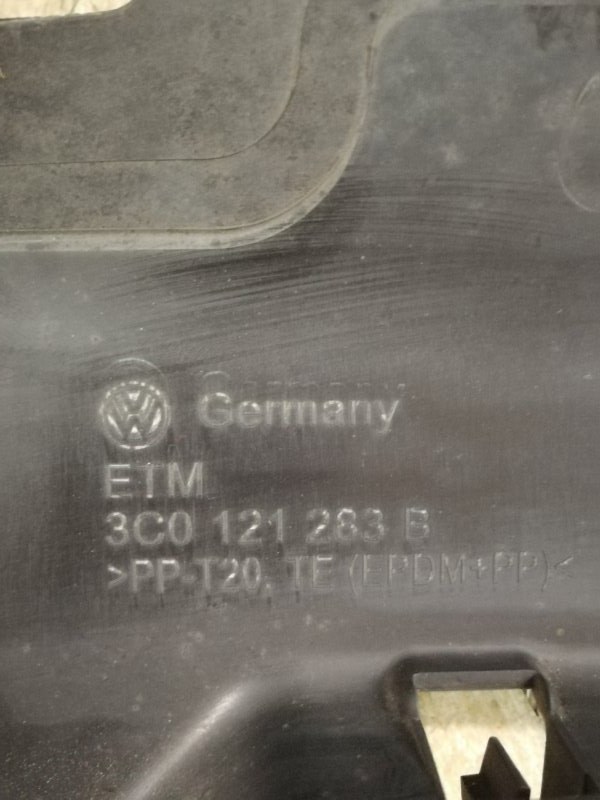 Germany
ETM
3C0 121 283 B
>PP-T20, TE (EPDM+PP)<